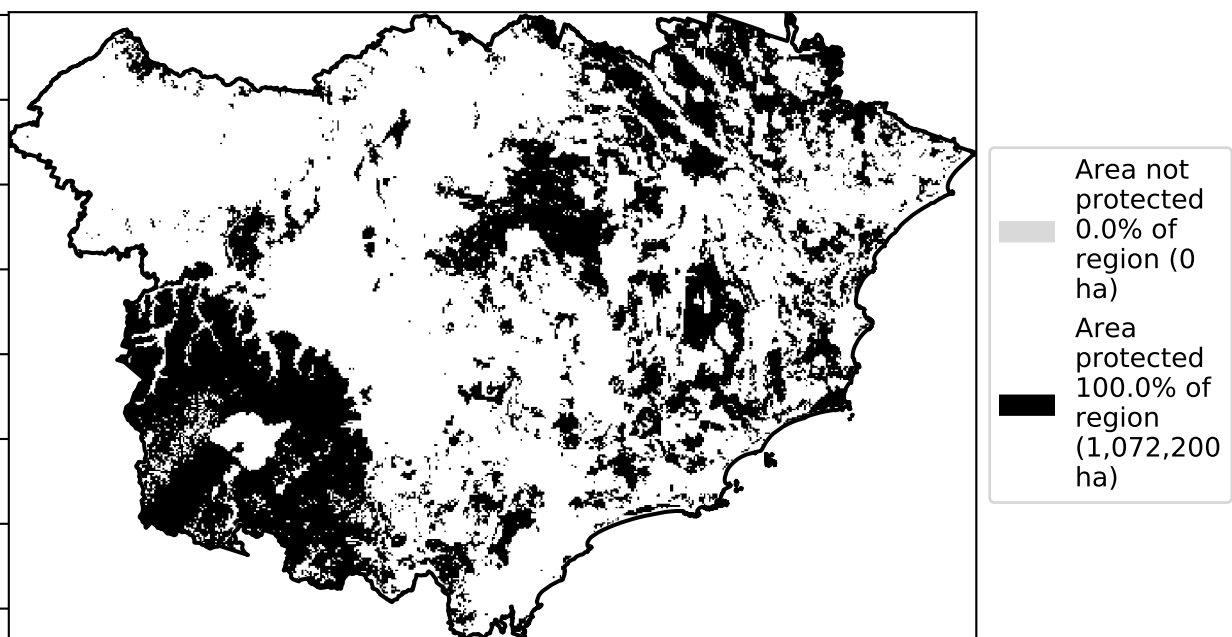 Area not
protected
0.0% of
region (0
ha)
Area
protected
100.0% of
region
(1,072,200
ha)